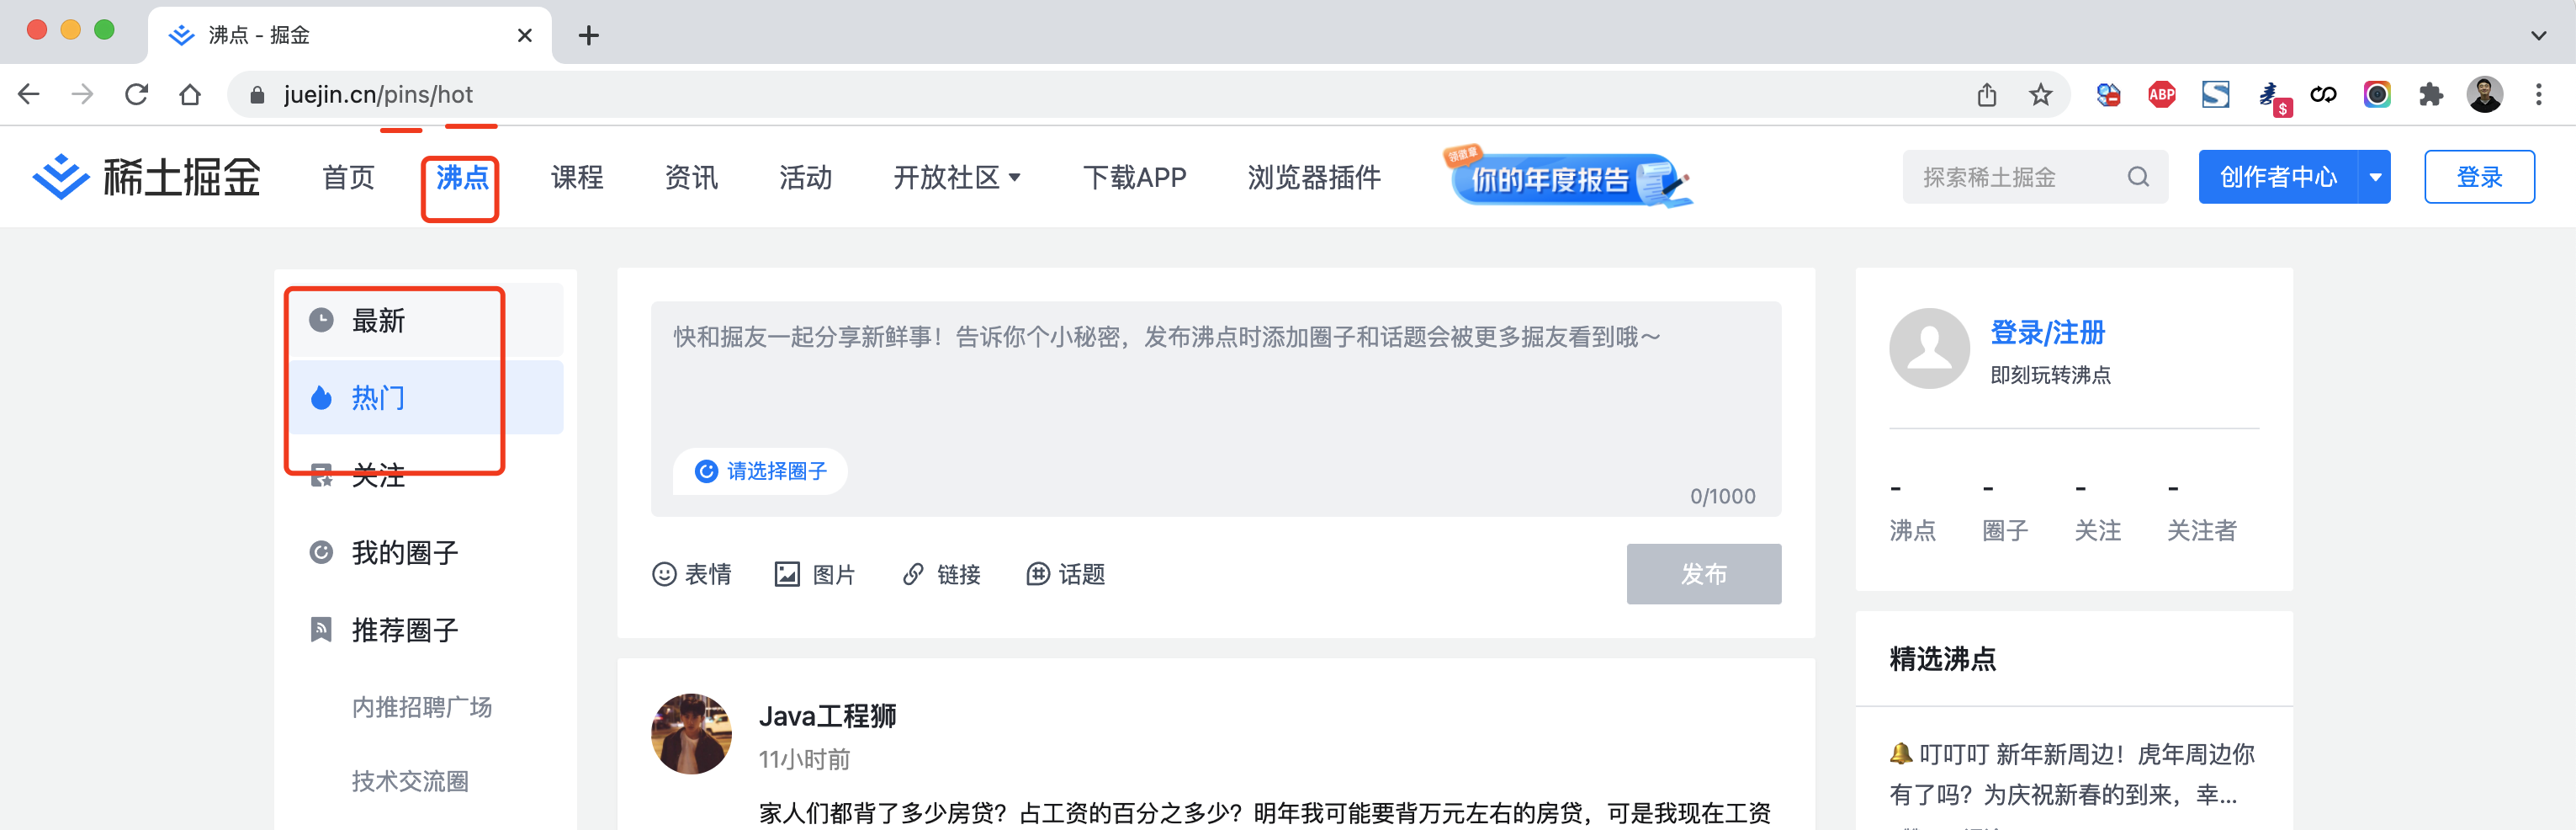 沸点 - 掘金
juejin.cn/pins/hot
ABP
$
稀土掘金
首页
沸点
课程
资讯
活动
开放社区
下载APP
浏览器插件
领徽章
你的年度报告
探索稀土掘金
创作者中心
登录
最新
热门
关注
我的圈子
推荐圈子
内推招聘广场
技术交流圈
快和掘友一起分享新鲜事！告诉你个小秘密，发布沸点时添加圈子和话题会被更多掘友看到哦～
请选择圈子
0/1000
表情
图片
链接
话题
发布
Java工程狮
11小时前
家人们都背了多少房贷？占工资的百分之多少？明年我可能要背万元左右的房贷，可是我现在工资
登录/注册
即刻玩转沸点
- - - -
沸点 圈子 关注 关注者
精选沸点
🔔 叮叮叮 新年新周边！虎年周边你
有了吗？为庆祝新春的到来，幸...